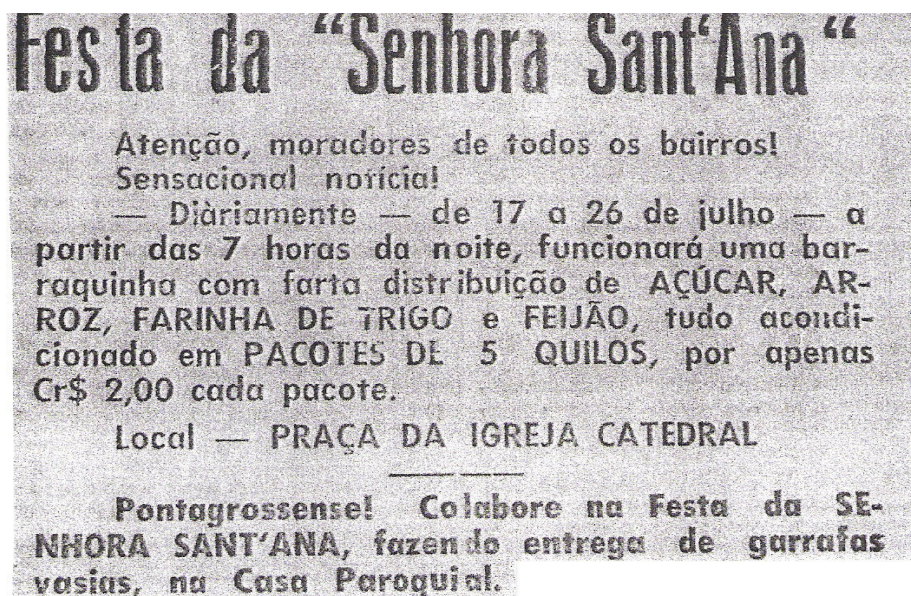 Festa da “Senhora Sant‘Ana“
Atenção, moradores de todos os bairros!
Sensacional notícia!
— Diàriamente — de 17 a 26 de julho — a
partir das 7 horas da noite, funcionará uma bar-
raquinha com farta distribuição de AÇÚCAR, AR-
ROZ, FARINHA DE TRIGO e FEIJÃO, tudo acondi-
cionado em PACOTES DE 5 QUILOS, por apenas
Cr$ 2,00 cada pacote.
Local — PRAÇA DA IGREJA CATEDRAL
Pontagrossense! Colabore na Festa da SE-
NHORA SANT'ANA, fazendo entrega de garrafas
vasias, na Casa Paroquial.